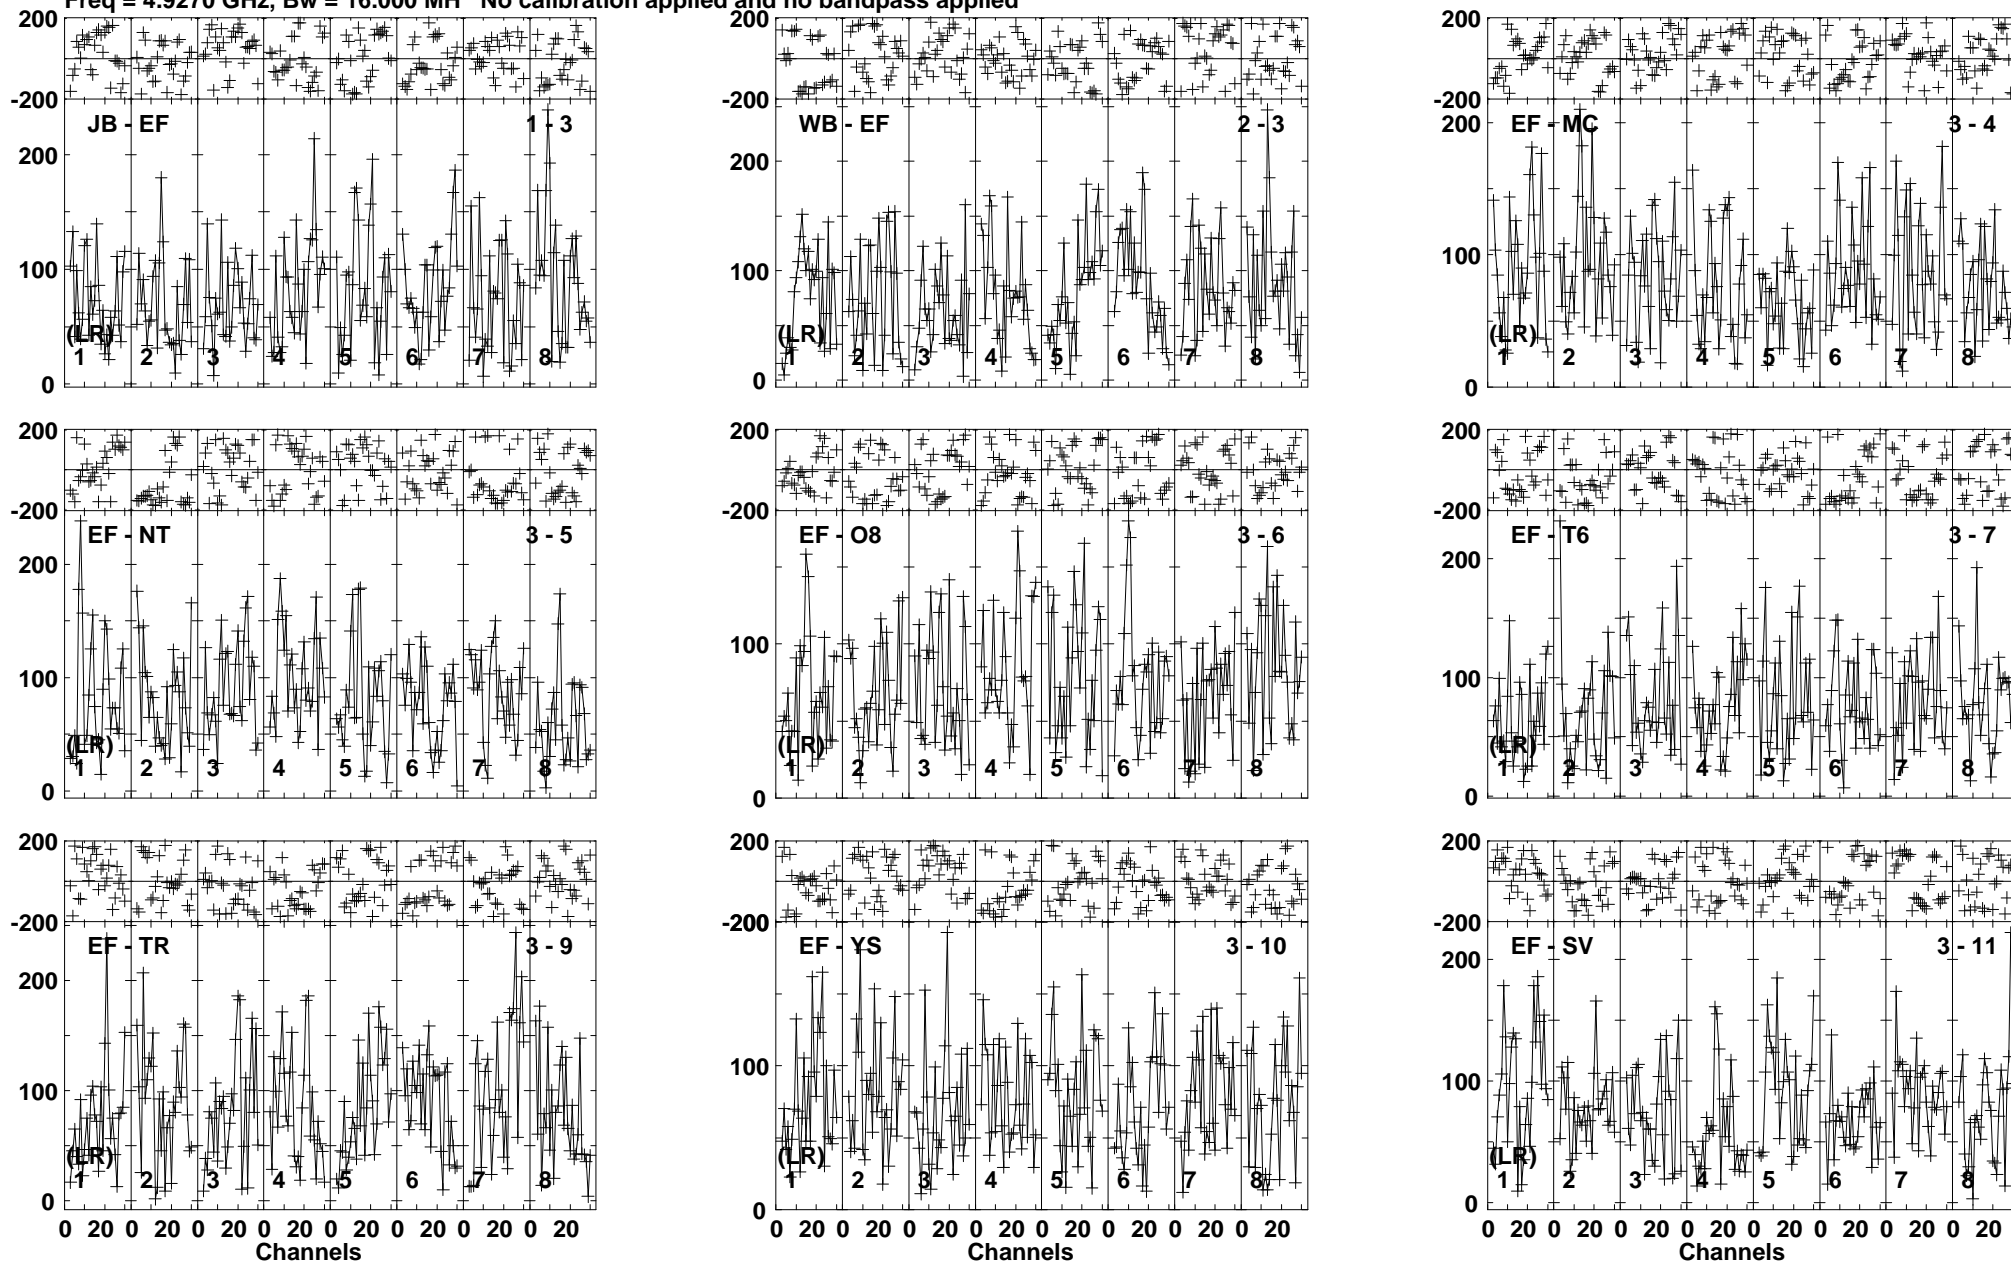 Freq = 4.9270 GHz, Bw = 16.000 MH No calibration applied and no bandpass applied
200
-200
JB - EF 1 - 3
200
100
(LR)
1 2 3 4 5 6 7 8
0
200
-200
WB - EF 2 - 3
200
100
(LR)
1 2 3 4 5 6 7 8
0
200
-200
EF - MC 3 - 4
200
100
(LR)
1 2 3 4 5 6 7 8
0
200
-200
EF - NT 3 - 5
200
100
(LR)
1 2 3 4 5 6 7 8
0
200
-200
EF - O8 3 - 6
100
(LR)
1 2 3 4 5 6 7 8
0
200
-200
EF - T6 3 - 7
200
100
(LR)
1 2 3 4 5 6 7 8
0
200
-200
EF - TR 3 - 9
200
100
(LR)
1 2 3 4 5 6 7 8
0
0 20 0 20 0 20 0 20 0 20 0 20 0 20 0 20
Channels
200
-200
EF - YS 3 - 10
100
(LR)
1 2 3 4 5 6 7 8
0
0 20 0 20 0 20 0 20 0 20 0 20 0 20 0 20
Channels
200
-200
EF - SV 3 - 11
200
100
(LR)
1 2 3 4 5 6 7 8
0
0 20 0 20 0 20 0 20 0 20 0 20 0 20 0 20
Channels